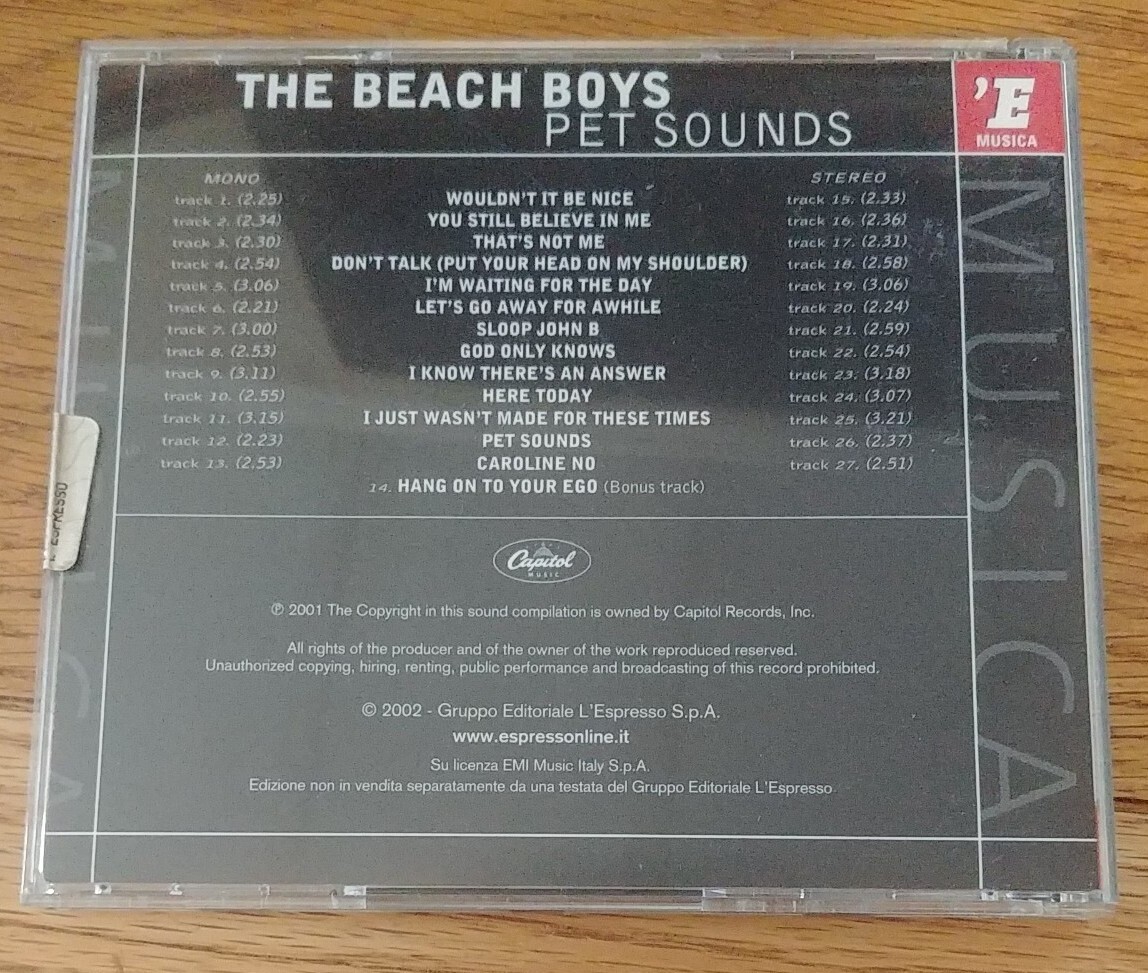 THE BEACH BOYS
PET SOUNDS
'E
MUSICA
MONO STEREO
track 1. (2.25) WOULDN'T IT BE NICE track 15. (2.33)
track 2. (2.34) YOU STILL BELIEVE IN ME track 16. (2.36)
track 3. (2.30) THAT'S NOT ME track 17. (2.31)
track 4. (2.54) DON'T TALK (PUT YOUR HEAD ON MY SHOULDER) track 18. (2.58)
track 5. (3.06) I'M WAITING FOR THE DAY track 19. (3.06)
track 6. (2.21) LET'S GO AWAY FOR AWHILE track 20. (2.24)
track 7. (3.00) SLOOP JOHN B track 21. (2.59)
track 8. (2.53) GOD ONLY KNOWS track 22. (2.54)
track 9. (3.11) I KNOW THERE'S AN ANSWER track 23. (3.18)
track 10. (2.55) HERE TODAY track 24. (3.07)
track 11. (3.15) I JUST WASN'T MADE FOR THESE TIMES track 25. (3.21)
track 12. (2.23) PET SOUNDS track 26. (2.37)
track 13. (2.53) CAROLINE NO track 27. (2.51)
14. HANG ON TO YOUR EGO (Bonus track)
Capitol
MUSIC
℗ 2001 The Copyright in this sound compilation is owned by Capitol Records, Inc.
All rights of the producer and of the owner of the work reproduced reserved.
Unauthorized copying, hiring, renting, public performance and broadcasting of this record prohibited.
© 2002 - Gruppo Editoriale L'Espresso S.p.A.
www.espressonline.it
Su licenza EMI Music Italy S.p.A.
Edizione non in vendita separatamente da una testata del Gruppo Editoriale L'Espresso
MUSICA
L'ESPRESSO